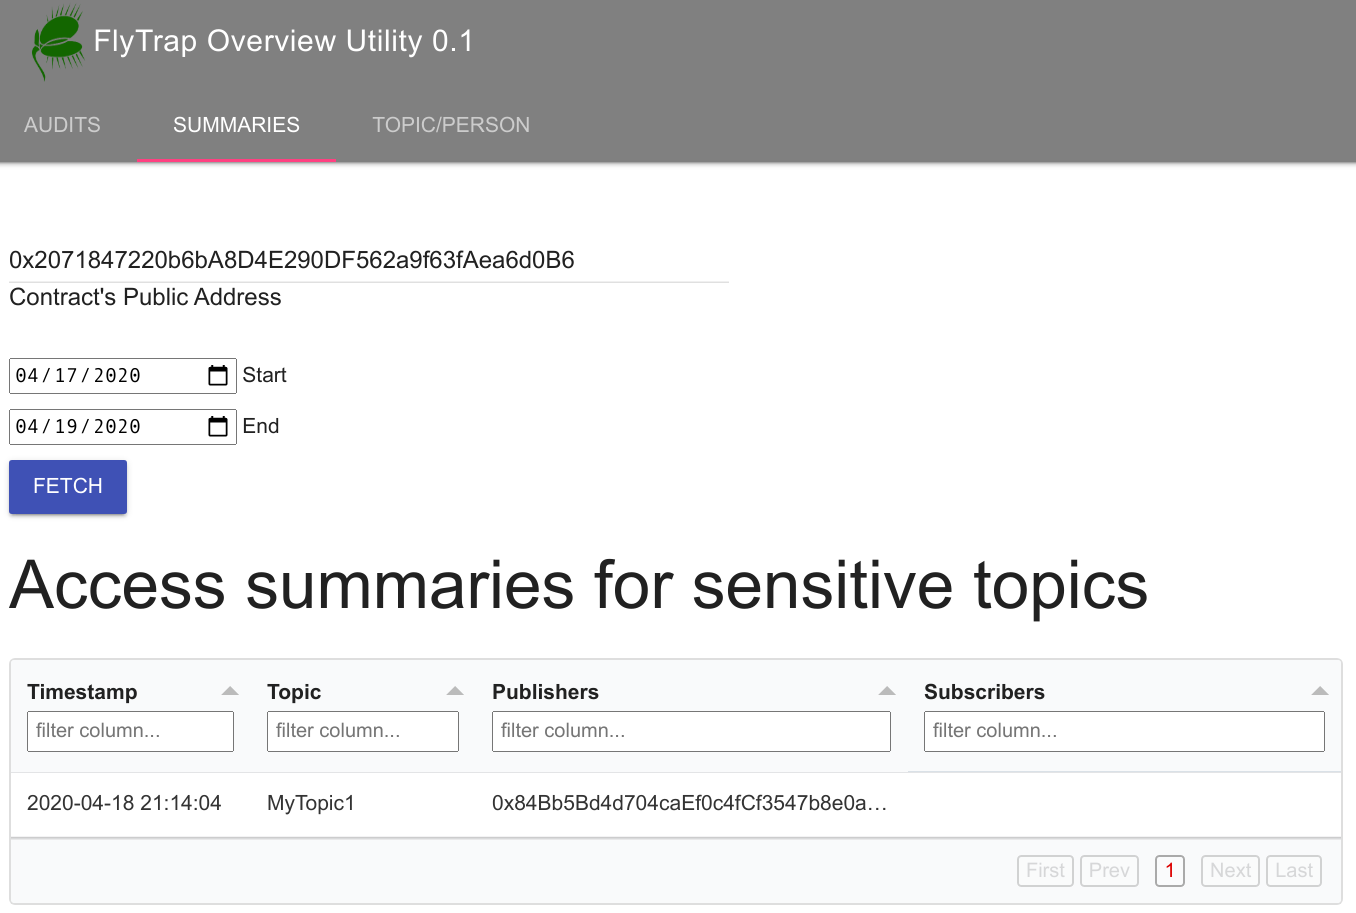 FlyTrap Overview Utility 0.1
AUDITS SUMMARIES TOPIC/PERSON
0x2071847220b6bA8D4E290DF562a9f63fAea6d0B6
Contract's Public Address
04/17/2020 Start
04/19/2020 End
FETCH
Access summaries for sensitive topics
Timestamp Topic Publishers Subscribers
filter column... filter column... filter column... filter column...
2020-04-18 21:14:04 MyTopic1 0x84Bb5Bd4d704caEf0c4fCf3547b8e0a…
First Prev 1 Next Last